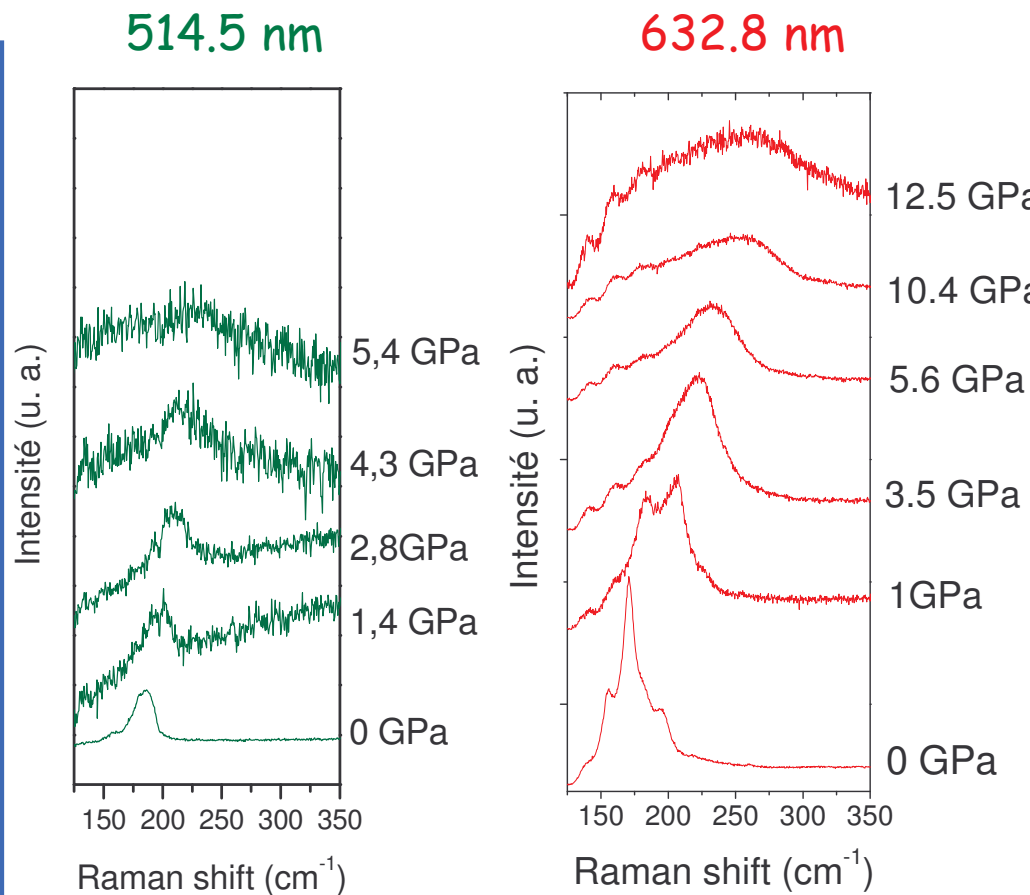 514.5 nm
Intensité (u. a.)
5,4 GPa
4,3 GPa
2,8GPa
1,4 GPa
0 GPa
150 200 250 300 350
Raman shift (cm⁻¹)
632.8 nm
Intensité (u. a.)
12.5 GPa
10.4 GPa
5.6 GPa
3.5 GPa
1GPa
0 GPa
150 200 250 300 350
Raman shift (cm⁻¹)